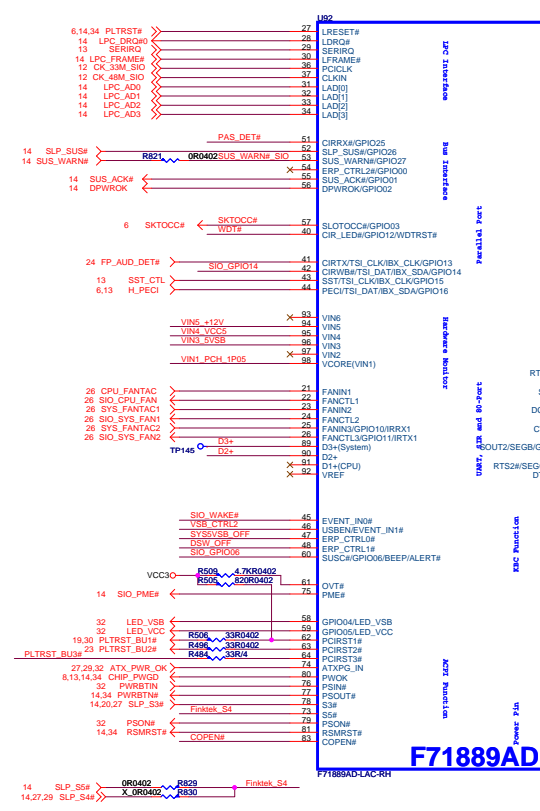 U92
6,14,34 PLTRST# 27 LRESET#
14 LPC_DRQ#0 28 LDRQ#
13 SERIRQ 29 SERIRQ
14 LPC_FRAME# 30 LFRAME#
12 CK_33M_SIO 36 PCICLK
12 CK_48M_SIO 37 CLKIN
14 LPC_AD0 31 LAD[0]
14 LPC_AD1 32 LAD[1]
14 LPC_AD2 33 LAD[2]
14 LPC_AD3 34 LAD[3]
LPC Interface
PAS_DET# 51 CIRRX#/GPIO25
14 SLP_SUS# 52 SLP_SUS#/GPIO26
14 SUS_WARN# R821 0R0402 SUS_WARN#_SIO 53 SUS_WARN#/GPIO27
54 ERP_CTRL2#/GPIO00
14 SUS_ACK# 55 SUS_ACK#/GPIO01
14 DPWROK 56 DPWROK/GPIO02
Bus Interface
6 SKTOCC# SKTOCC# 57 SLOTOCC#/GPIO03
WDT# 40 CIR_LED#/GPIO12/WDTRST#
Parallel Port
24 FP_AUD_DET# 41 CIRTX/TSI_CLK/IBX_CLK/GPIO13
SIO_GPIO14 42 CIRWB#/TSI_DAT/IBX_SDA/GPIO14
13 SST_CTL 43 SST/TSI_CLK/IBX_CLK/GPIO15
6,13 H_PECI 44 PECI/TSI_DAT/IBX_SDA/GPIO16
93 VIN6
VIN5_+12V 94 VIN5
VIN4_VCC5 95 VIN4
VIN3_5VSB 96 VIN3
97 VIN2
VIN1_PCH_1P05 98 VCORE(VIN1)
Hardware Monitor
26 CPU_FANTAC 21 FANIN1
26 SIO_CPU_FAN 22 FANCTL1
26 SYS_FANTAC1 23 FANIN2
26 SIO_SYS_FAN1 24 FANCTL2
26 SYS_FANTAC2 25 FANIN3/GPIO10/IRRX1
26 SIO_SYS_FAN2 26 FANCTL3/GPIO11/IRTX1
TP145 D3+ 89 D3+(System)
D2+ 90 D2+
91 D1+(CPU)
92 VREF
UART, SIR and 80-Port
RT
S
DC
C
SOUT2/SEGB/G
RTS2#/SEG
DT
SIO_WAKE# 45 EVENT_IN0#
VSB_CTRL2 46 USBEN/EVENT_IN1#
SYS5VSB_OFF 47 ERP_CTRL0#
DSW_OFF 48 ERP_CTRL1#
SIO_GPIO06 60 SUSC#/GPIO06/BEEP/ALERT#
KBC Function
VCC3 R509 4.7KR0402 61 OVT#
R505 820R0402
14 SIO_PME# 75 PME#
32 LED_VSB 58 GPIO04/LED_VSB
32 LED_VCC 59 GPIO05/LED_VCC
19,30 PLTRST_BU1# R506 33R0402 62 PCIRST1#
23 PLTRST_BU2# R496 33R0402 63 PCIRST2#
PLTRST_BU3# R484 33R/4 64 PCIRST3#
27,29,32 ATX_PWR_OK 74 ATXPG_IN
8,13,14,34 CHIP_PWGD 80 PWOK
32 PWRBTIN 76 PSIN#
14,34 PWRBTN# 77 PSOUT#
14,20,27 SLP_S3# 78 S3#
Finktek_S4 73 S5#
32 PSON# 79 PSON#
14,34 RSMRST# 81 RSMRST#
COPEN# 83 COPEN#
ACPI Function
Power Pin
F71889AD
F71889AD-LAC-RH
14 SLP_S5# 0R0402 R829 Finktek_S4
14,27,29 SLP_S4# X_0R0402 R830